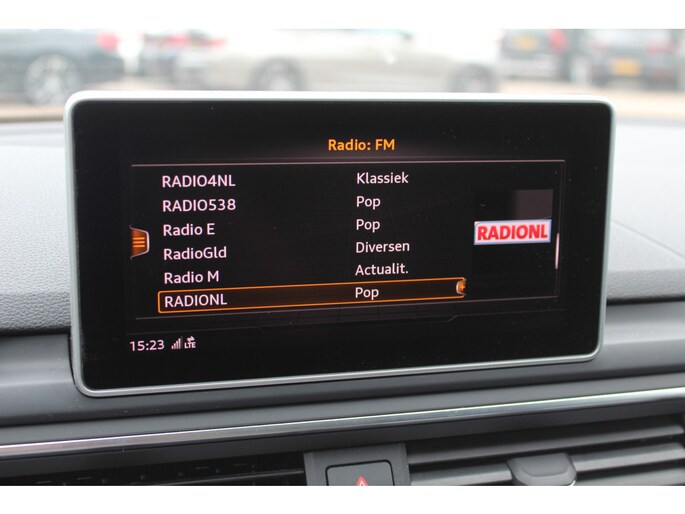 Radio: FM
RADIO4NL Klassiek
RADIO538 Pop
Radio E Pop
RadioGld Diversen
Radio M Actualit.
RADIONL Pop
RADIONL
15:23 LTE